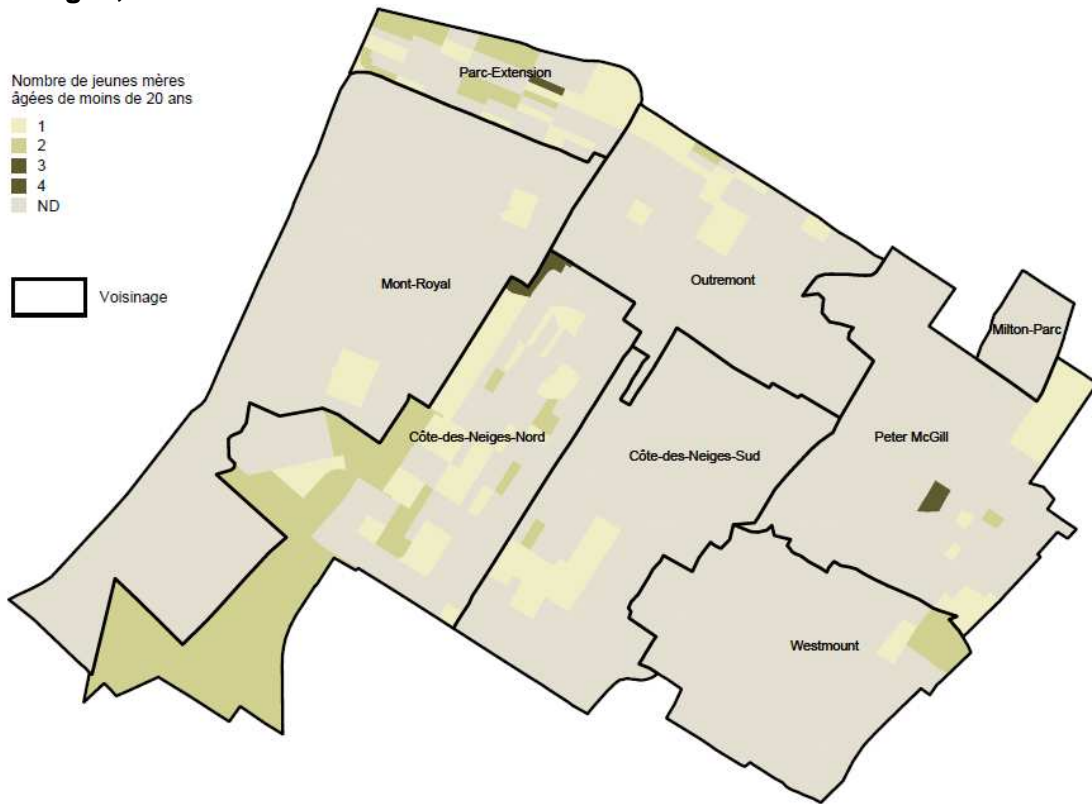 Nombre de jeunes mères
âgées de moins de 20 ans
1
2
3
4
ND
Voisinage
Parc-Extension
Mont-Royal
Outremont
Milton-Parc
Côte-des-Neiges-Nord
Peter McGill
Côte-des-Neiges-Sud
Westmount